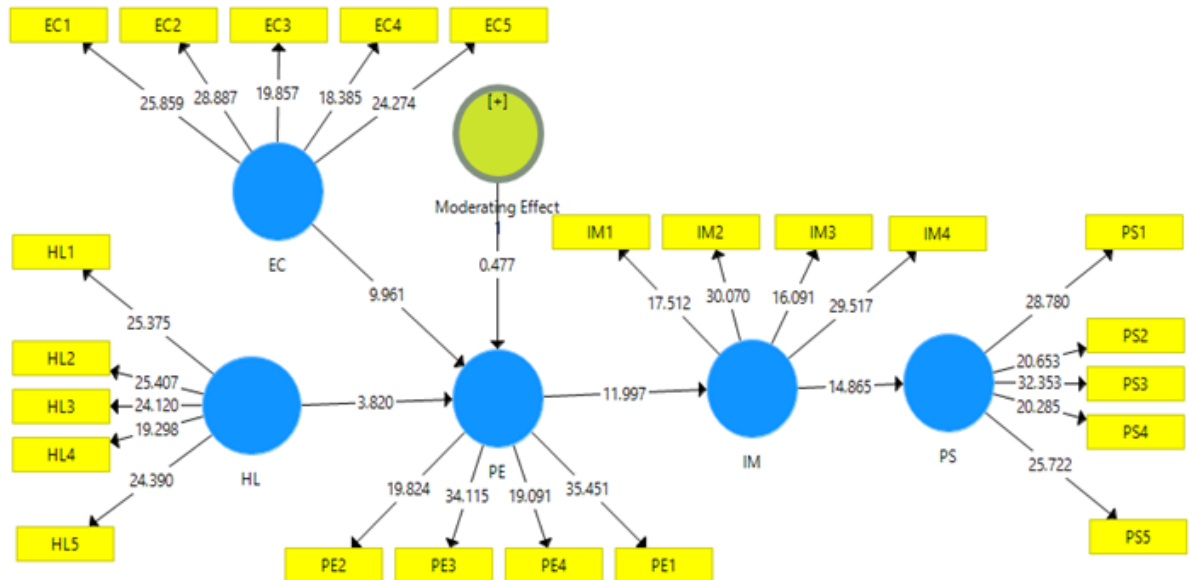 EC1 EC2 EC3 EC4 EC5
25.859 28.887 19.857 18.385 24.274
[+]
Moderating Effect
1
EC
0.477
9.961
HL1
25.375
HL2
25.407
HL3
24.120
HL4
19.298
24.390
HL5
HL
3.820
PE
19.824 34.115 19.091 35.451
PE2 PE3 PE4 PE1
11.997
IM1 IM2 IM3 IM4
17.512 30.070 16.091 29.517
IM
14.865
PS
PS1
28.780
PS2
20.653
PS3
32.353
PS4
20.285
25.722
PS5